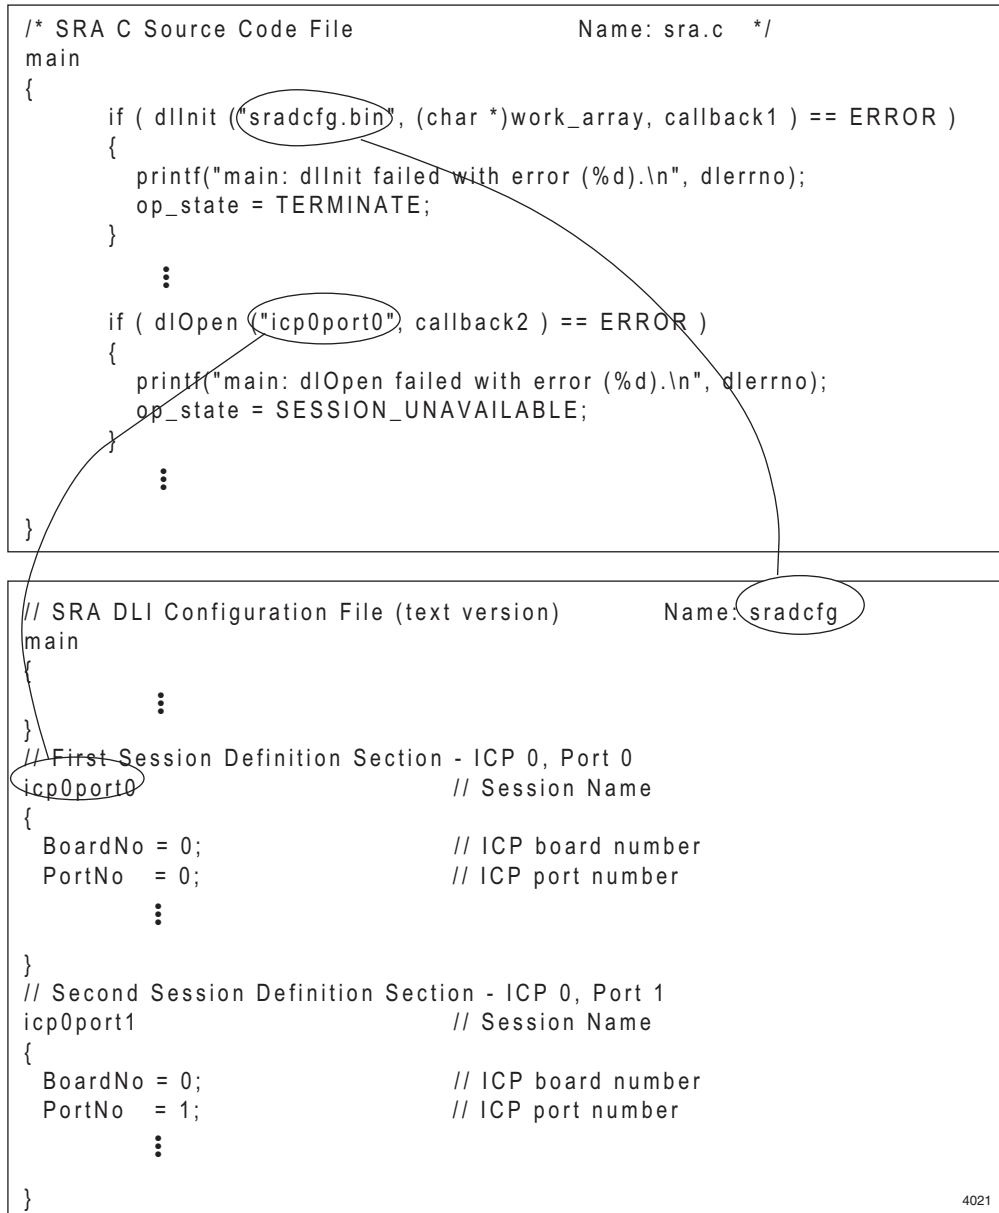 /* SRA C Source Code File Name: sra.c */
main
{
if ( dlInit ("sradcfg.bin", (char *)work_array, callback1 ) == ERROR )
{
printf("main: dlInit failed with error (%d).\n", dlerrno);
op_state = TERMINATE;
}
if ( dlOpen ("icp0port0", callback2 ) == ERROR )
{
printf("main: dlOpen failed with error (%d).\n", dlerrno);
op_state = SESSION_UNAVAILABLE;
}
}
// SRA DLI Configuration File (text version) Name: sradcfg
main
{
}
// First Session Definition Section - ICP 0, Port 0
icp0port0 // Session Name
{
BoardNo = 0; // ICP board number
PortNo = 0; // ICP port number
}
// Second Session Definition Section - ICP 0, Port 1
icp0port1 // Session Name
{
BoardNo = 0; // ICP board number
PortNo = 1; // ICP port number
}
4021